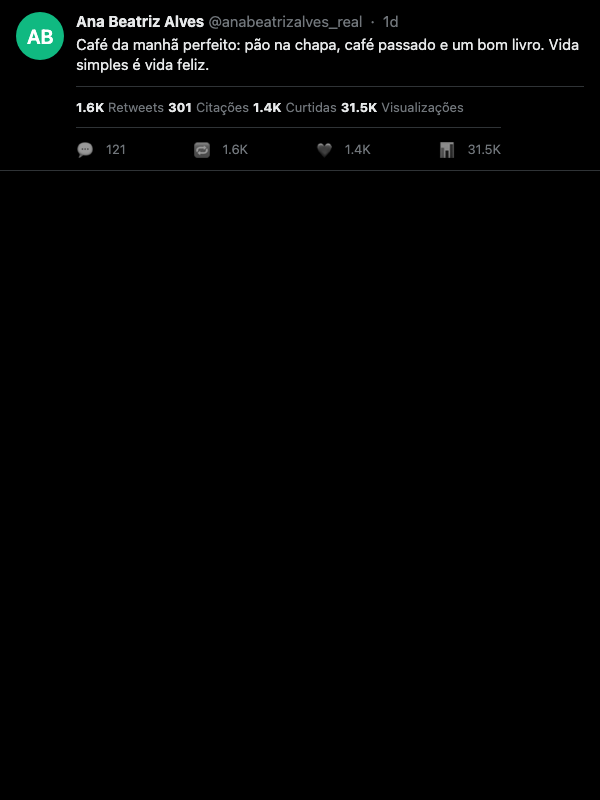 AB
Ana Beatriz Alves @anabeatrizalves_real · 1d
Café da manhã perfeito: pão na chapa, café passado e um bom livro. Vida
simples é vida feliz.
1.6K Retweets 301 Citações 1.4K Curtidas 31.5K Visualizações
121 1.6K 1.4K 31.5K